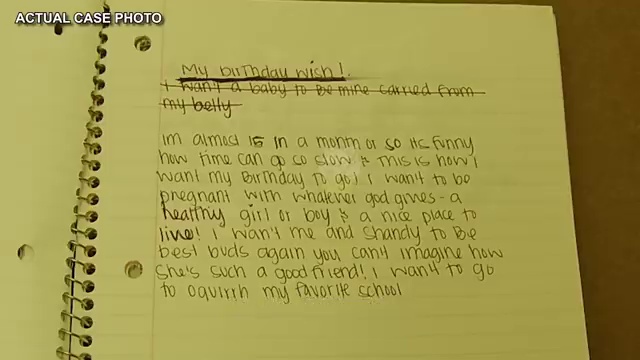 ACTUAL CASE PHOTO
My birthday wish!
I want a baby to be mine carried from
my belly
Im almost 15 in a month or so its funny
how time can go so slow & this is how I
want my Birthday to go! I want to be
pregnant with whatever god gives - a
healthy girl or boy & a nice place to
live! I want me and Shandy to Be
best buds again you can't imagine how
she's such a good friend! I want to go
to oquirrh my favorite school